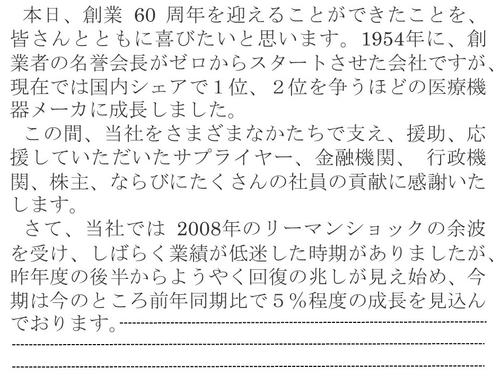 本日、創業 60 周年を迎えることができたことを、
皆さんとともに喜びたいと思います。1954年に、創
業者の名誉会長がゼロからスタートさせた会社ですが、
現在では国内シェアで１位、２位を争うほどの医療機
器メーカに成長しました。
この間、当社をさまざまなかたちで支え、援助、応
援していただいたサプライヤー、金融機関、 行政機
関、株主、ならびにたくさんの社員の貢献に感謝いた
します。
さて、当社では 2008年のリーマンショックの余波
を受け、しばらく業績が低迷した時期がありましたが、
昨年度の後半からようやく回復の兆しが見え始め、今
期は今のところ前年同期比で５％程度の成長を見込ん
でおります。